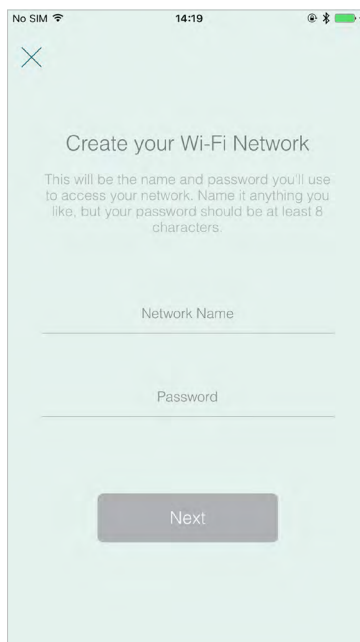 No SIM 14:19
Create your Wi-Fi Network
This will be the name and password you'll use
to access your network. Name it anything you
like, but your password should be at least 8
characters.
Network Name
Password
Next